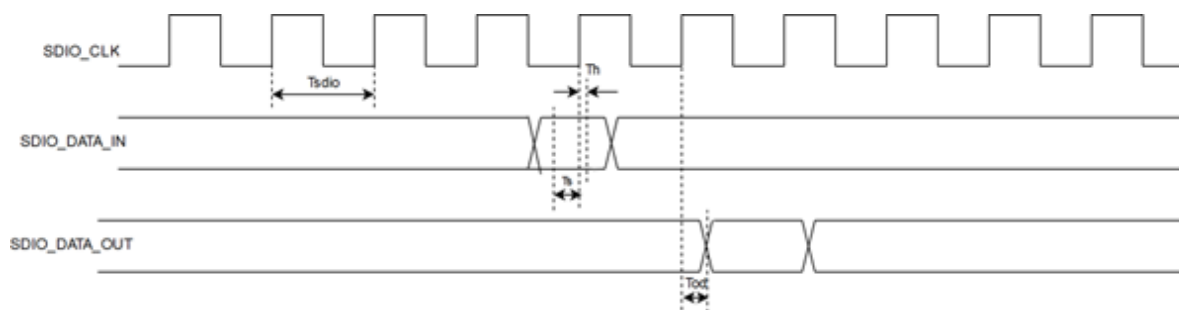 SDIO_CLK
Th
Tsdio
SDIO_DATA_IN
Ts
SDIO_DATA_OUT
Tod